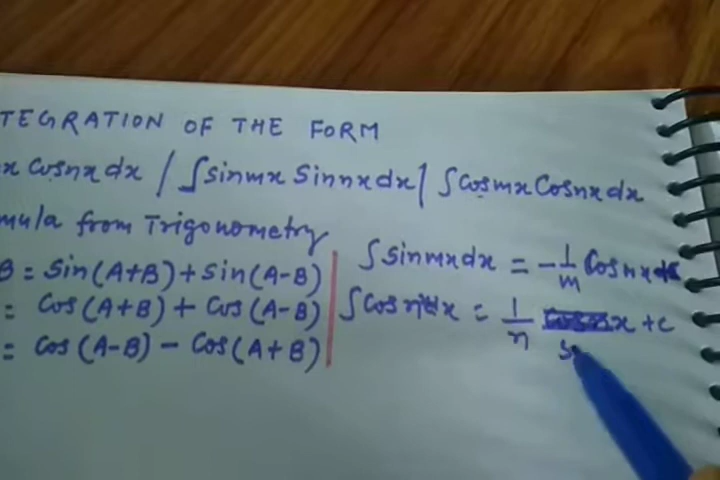 TEGRATION OF THE FORM
x Cosnx dx / ∫sinmx Sinnx dx / ∫Cosmx Cosnx dx
mula from Trigonometry
B = Sin(A+B) + Sin(A-B)
= Cos(A+B) + Cos(A-B)
= Cos(A-B) - Cos(A+B)
∫sinmx dx = -1/m
∫Cos = 1/n x + c